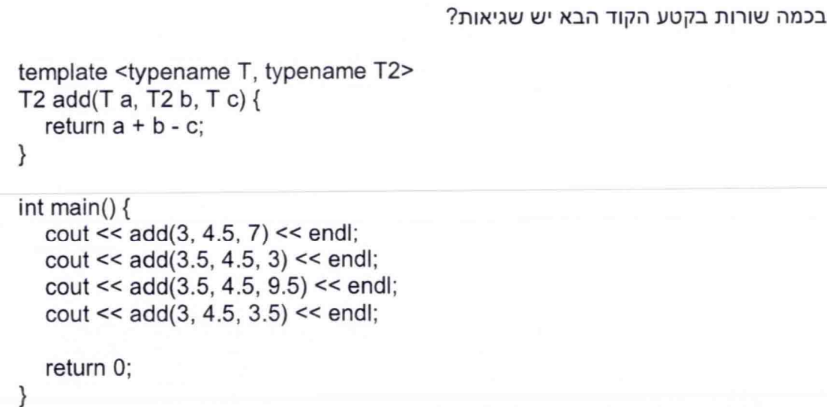 בכמה שורות בקטע הקוד הבא יש שגיאות?
template <typename T, typename T2>
T2 add(T a, T2 b, T c) {
return a + b - c;
}
int main() {
cout << add(3, 4.5, 7) << endl;
cout << add(3.5, 4.5, 3) << endl;
cout << add(3.5, 4.5, 9.5) << endl;
cout << add(3, 4.5, 3.5) << endl;
return 0;
}